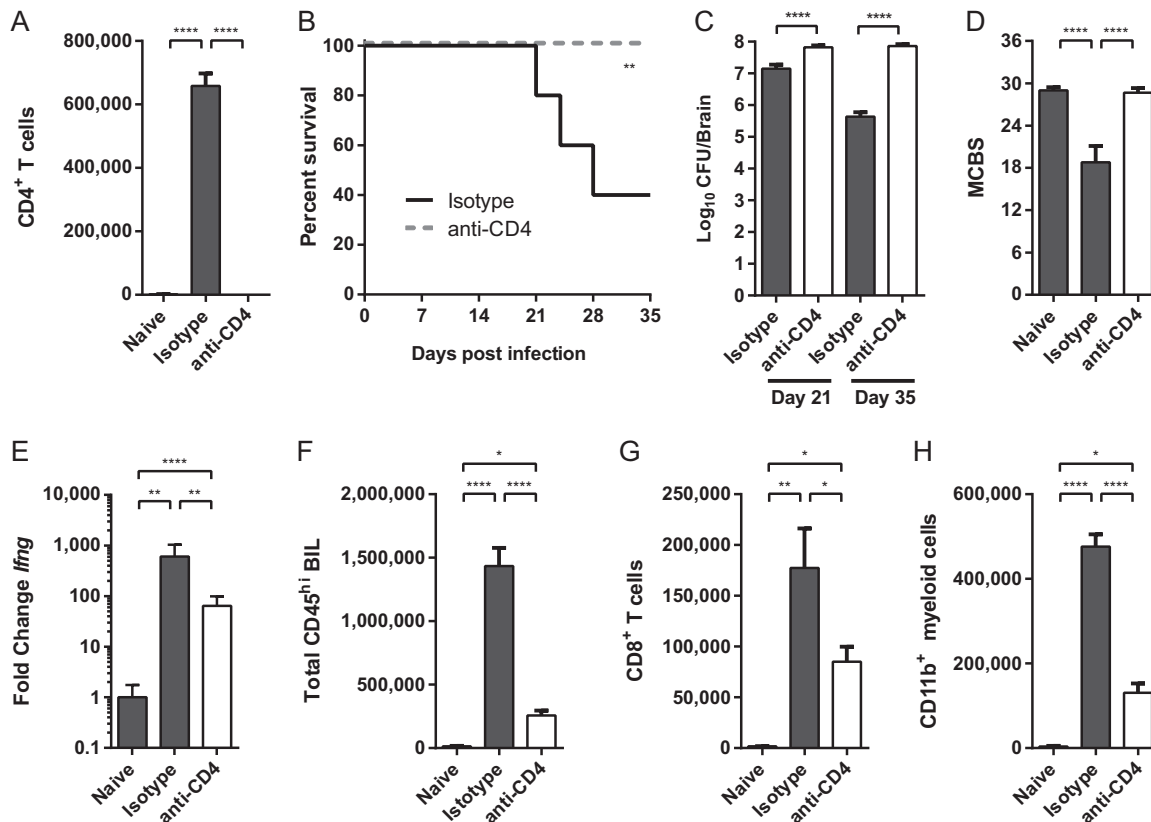 A
CD4+ T cells
800,000
600,000
400,000
200,000
0
**** ****
Naive
Isotype
anti-CD4
B
Percent survival
100
80
60
40
20
0
**
Isotype
anti-CD4
0 7 14 21 28 35
Days post infection
C
Log10 CFU/Brain
8
7
6
5
4
3
2
1
0
**** ****
Isotype
anti-CD4
Isotype
anti-CD4
Day 21 Day 35
D
MCBS
36
30
24
18
12
6
0
**** ****
Naive
Isotype
anti-CD4
E
Fold Change Ifng
10,000
1,000
100
10
1
0.1
****
** **
Naive
Isotype
anti-CD4
F
Total CD45hi BIL
2,000,000
1,500,000
1,000,000
500,000
0
*
**** ****
Naive
Istotype
anti-CD4
G
CD8+ T cells
250,000
200,000
150,000
100,000
50,000
0
*
** *
Naive
Isotype
anti-CD4
H
CD11b+ myeloid cells
600,000
400,000
200,000
0
*
**** ****
Naive
Isotype
anti-CD4